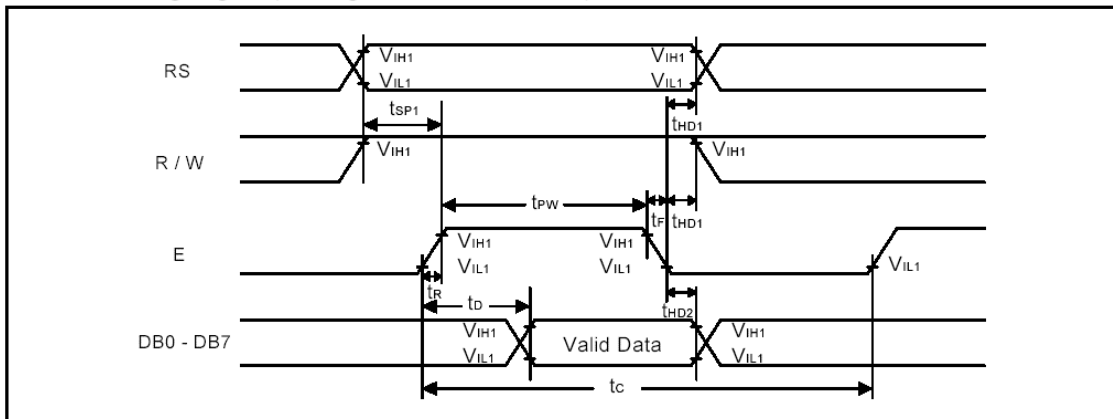 RS
VIH1
VIH1
VIL1
VIL1
tSP1
tHD1
R / W
VIH1
VIH1
tPW
tF
tHD1
E
VIH1
VIH1
VIL1
VIL1
VIL1
tR
tD
tHD2
DB0 - DB7
VIH1
Valid Data
VIH1
VIL1
VIL1
tC